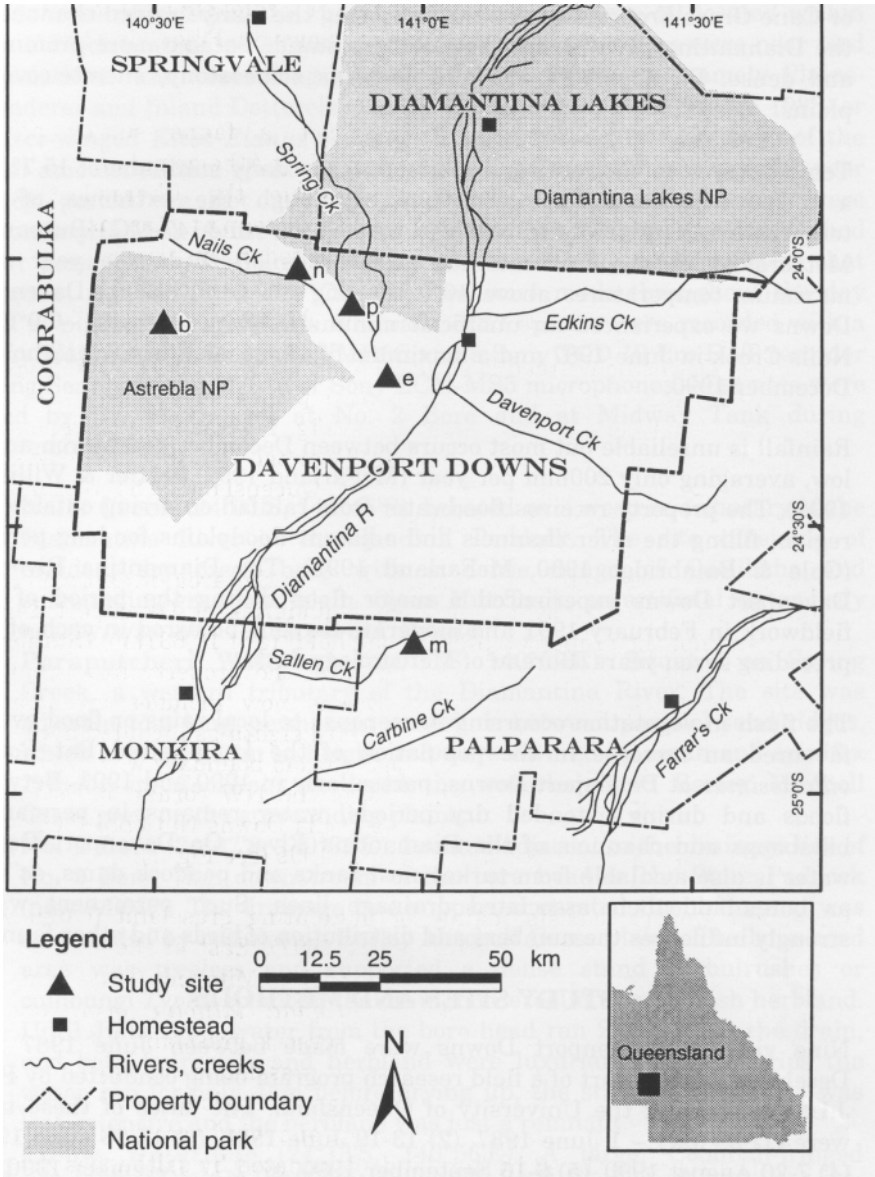 140°30'E
141°0'E
141°30'E
SPRINGVALE
DIAMANTINA LAKES
Spring Ck
Diamantina Lakes NP
COORABULKA
Nails Ck
24°0'S
n
p
b
Edkins Ck
e
Astrebla NP
Davenport Ck
DAVENPORT DOWNS
24°30'S
Diamantina R.
m
Sallen Ck
Carbine Ck
MONKIRA
PALPARARA
Farrar's Ck
25°0'S
Legend
0 12.5 25 50 km
Study site
Homestead
Rivers, creeks
Property boundary
National park
N
Queensland